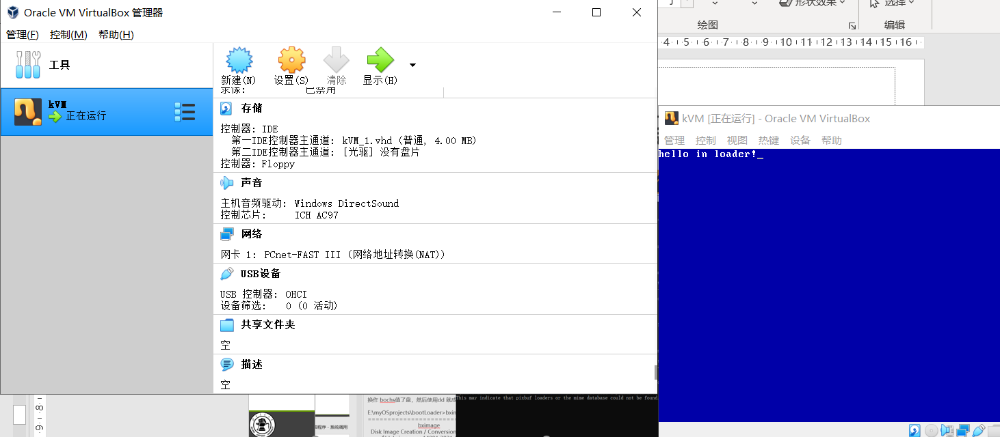 Oracle VM VirtualBox 管理器
管理(F) 控制(M) 帮助(H)
工具
新建(N) 设置(S) 清除 显示(H)
kVM
正在运行
录像: 已禁用
存储
控制器: IDE
第一IDE控制器主通道: kVM_1.vhd (普通, 4.00 MB)
第二IDE控制器主通道: [光驱] 没有盘片
控制器: Floppy
声音
主机音频驱动: Windows DirectSound
控制芯片: ICH AC97
网络
网卡 1: PCnet-FAST III (网络地址转换(NAT))
USB设备
USB 控制器: OHCI
设备筛选: 0 (0 活动)
共享文件夹
空
描述
空
形状效果 选择
绘图 编辑
4 5 6 7 8 9 10 11 12 13 14 15 16
kVM [正在运行] - Oracle VM VirtualBox
管理 控制 视图 热键 设备 帮助
hello in loader!_
8
9
程序 - 系统调用
操作 bochs值了盘，然后使用dd 就成
E:\myOSprojects\bootLoader>bxim
========================
bximage
Disk Image Creation / Conversion
This may indicate that pixbuf loaders or the mime database could not be found.